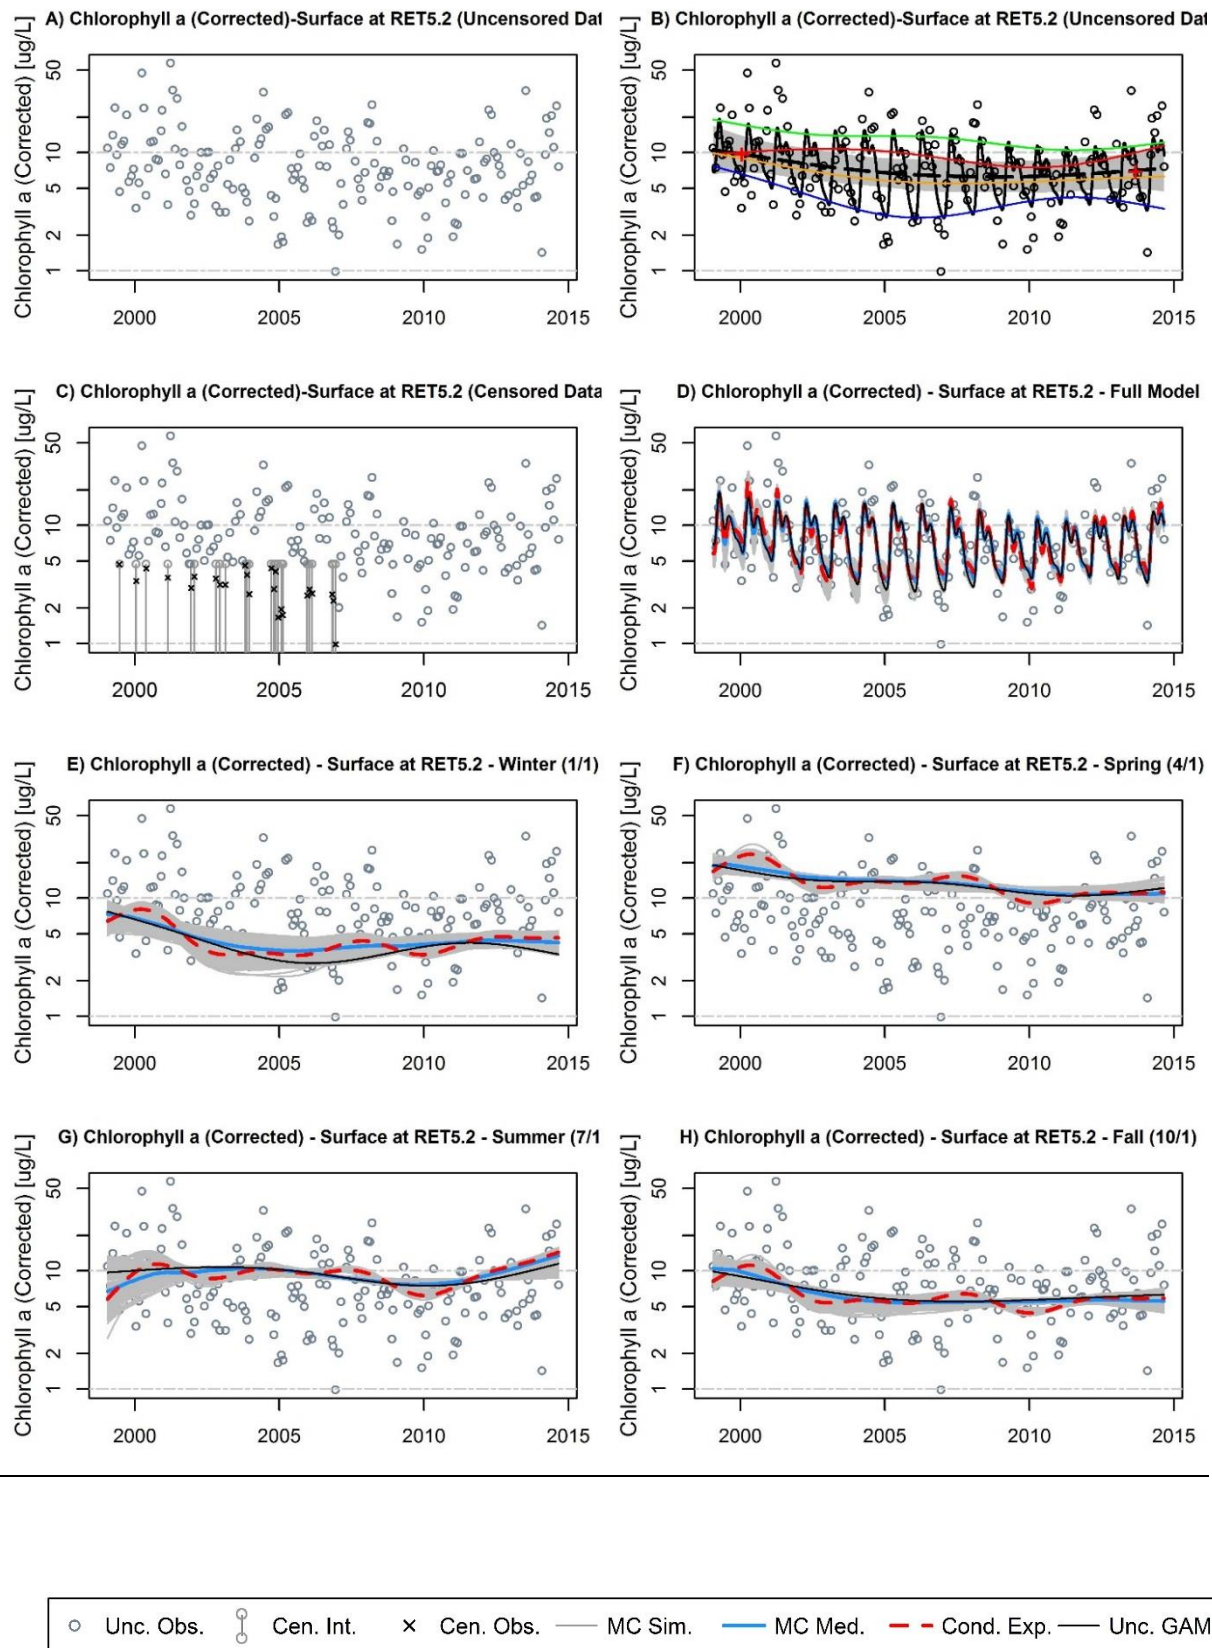 A) Chlorophyll a (Corrected)-Surface at RET5.2 (Uncensored Dat
Chlorophyll a (Corrected) [ug/L]
50
10
5
2
1
2000 2005 2010 2015
B) Chlorophyll a (Corrected)-Surface at RET5.2 (Uncensored Dat
Chlorophyll a (Corrected) [ug/L]
50
10
5
2
1
2000 2005 2010 2015
C) Chlorophyll a (Corrected)-Surface at RET5.2 (Censored Data
Chlorophyll a (Corrected) [ug/L]
50
10
5
2
1
2000 2005 2010 2015
D) Chlorophyll a (Corrected) - Surface at RET5.2 - Full Model
Chlorophyll a (Corrected) [ug/L]
50
10
5
2
1
2000 2005 2010 2015
E) Chlorophyll a (Corrected) - Surface at RET5.2 - Winter (1/1)
Chlorophyll a (Corrected) [ug/L]
50
10
5
2
1
2000 2005 2010 2015
F) Chlorophyll a (Corrected) - Surface at RET5.2 - Spring (4/1)
Chlorophyll a (Corrected) [ug/L]
50
10
5
2
1
2000 2005 2010 2015
G) Chlorophyll a (Corrected) - Surface at RET5.2 - Summer (7/1
Chlorophyll a (Corrected) [ug/L]
50
10
5
2
1
2000 2005 2010 2015
H) Chlorophyll a (Corrected) - Surface at RET5.2 - Fall (10/1)
Chlorophyll a (Corrected) [ug/L]
50
10
5
2
1
2000 2005 2010 2015
Unc. Obs. Cen. Int. Cen. Obs. MC Sim. MC Med. Cond. Exp. Unc. GAM